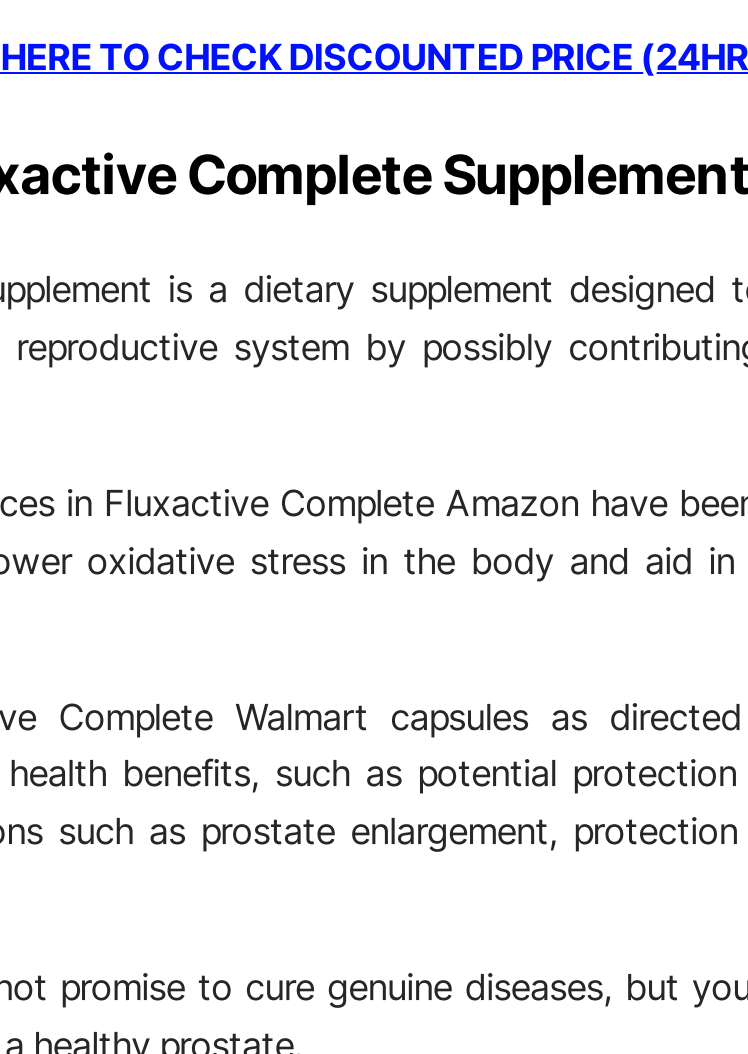 HERE TO CHECK DISCOUNTED PRICE (24HR
xactive Complete Supplement
upplement is a dietary supplement designed to
reproductive system by possibly contributing
ces in Fluxactive Complete Amazon have been
ower oxidative stress in the body and aid in
ve Complete Walmart capsules as directed
health benefits, such as potential protection
ons such as prostate enlargement, protection
not promise to cure genuine diseases, but you
a healthy prostate.